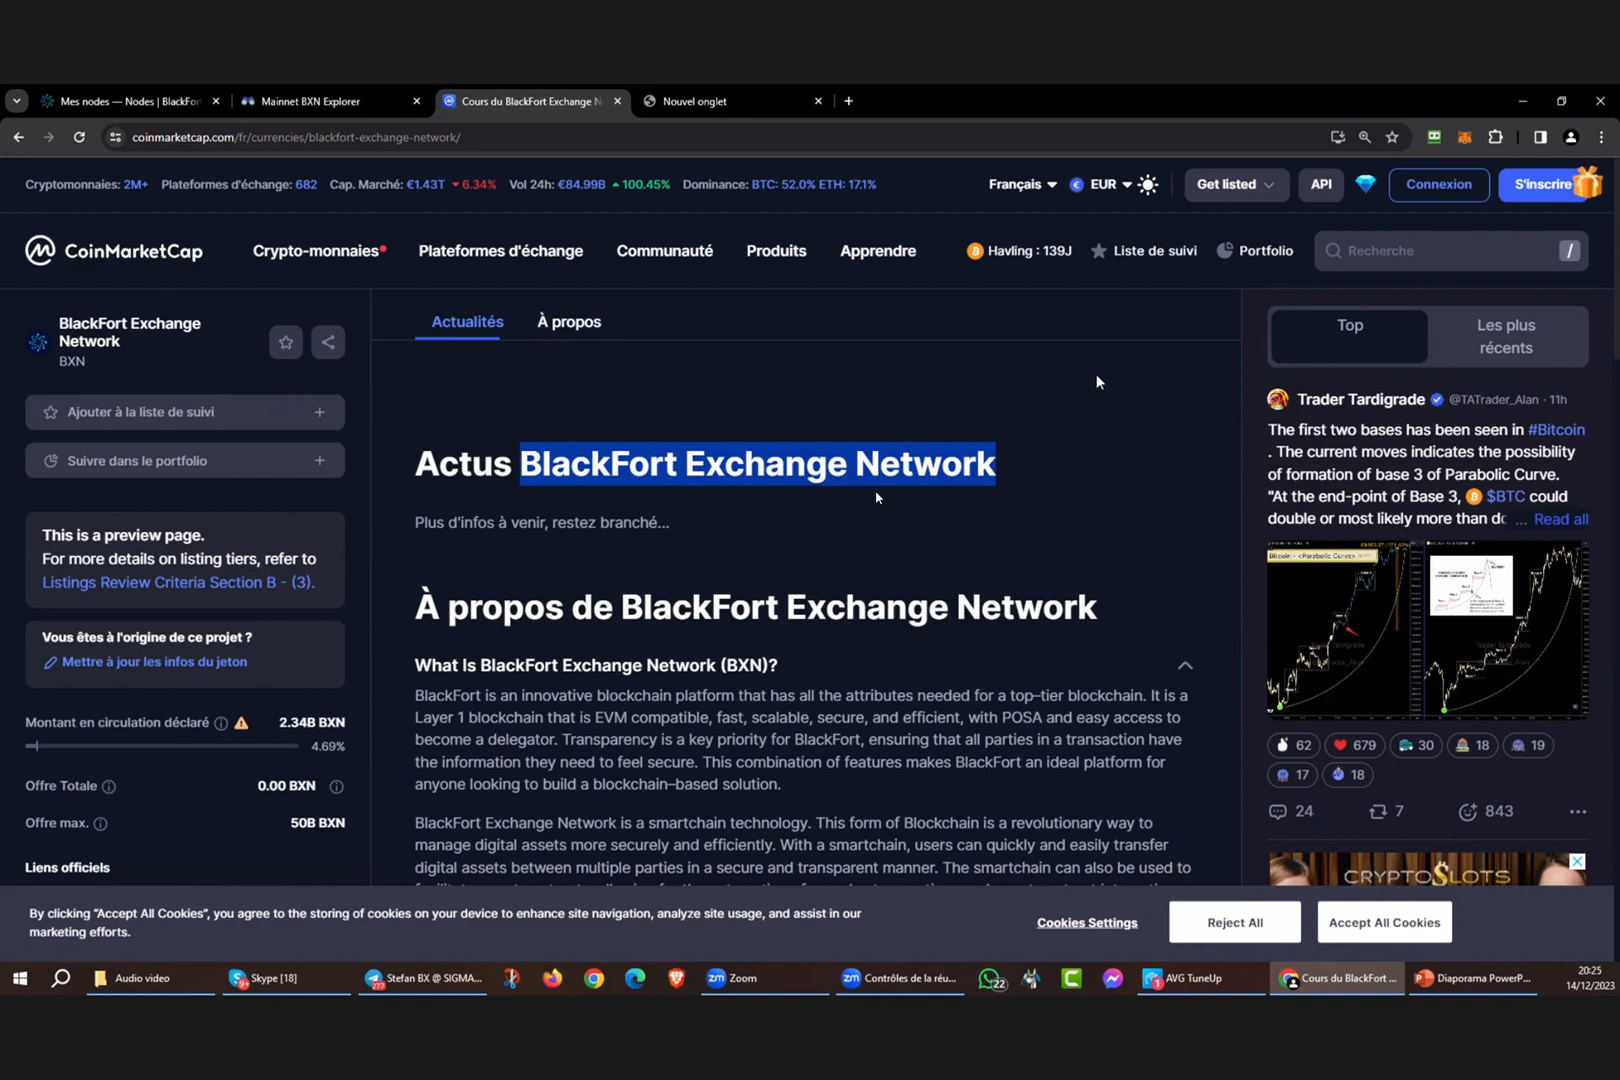 Mes nodes — Nodes | BlackFor
Mainnet BXN Explorer
Cours du BlackFort Exchange N
Nouvel onglet
coinmarketcap.com/fr/currencies/blackfort-exchange-network/
Cryptomonnaies: 2M+ Plateformes d'échange: 682 Cap. Marché: €1.43T 6.34% Vol 24h: €84.99B 100.45% Dominance: BTC: 52.0% ETH: 17.1%
Français EUR Get listed API Connexion S'inscrire
CoinMarketCap
Crypto-monnaies Plateformes d'échange Communauté Produits Apprendre
Havling : 139J Liste de suivi Portfolio Recherche /
BlackFort Exchange
Network
BXN
Ajouter à la liste de suivi +
Suivre dans le portfolio +
This is a preview page.
For more details on listing tiers, refer to
Listings Review Criteria Section B - (3).
Vous êtes à l'origine de ce projet ?
Mettre à jour les infos du jeton
Montant en circulation déclaré 2.34B BXN
4.69%
Offre Totale 0.00 BXN
Offre max. 50B BXN
Liens officiels
Actualités À propos
Actus BlackFort Exchange Network
Plus d'infos à venir, restez branché...
À propos de BlackFort Exchange Network
What Is BlackFort Exchange Network (BXN)?
BlackFort is an innovative blockchain platform that has all the attributes needed for a top-tier blockchain. It is a
Layer 1 blockchain that is EVM compatible, fast, scalable, secure, and efficient, with POSA and easy access to
become a delegator. Transparency is a key priority for BlackFort, ensuring that all parties in a transaction have
the information they need to feel secure. This combination of features makes BlackFort an ideal platform for
anyone looking to build a blockchain-based solution.
BlackFort Exchange Network is a smartchain technology. This form of Blockchain is a revolutionary way to
manage digital assets more securely and efficiently. With a smartchain, users can quickly and easily transfer
digital assets between multiple parties in a secure and transparent manner. The smartchain can also be used to
Top
Les plus
récents
Trader Tardigrade @TATrader_Alan · 11h
The first two bases has been seen in #Bitcoin
. The current moves indicates the possibility
of formation of base 3 of Parabolic Curve.
"At the end-point of Base 3, $BTC could
double or most likely more than dc ... Read all
Bitcoin - <Parabolic Curve>
62 679 30 18 19
17 18
24 7 843
CRYPTOSLOTS
By clicking “Accept All Cookies”, you agree to the storing of cookies on your device to enhance site navigation, analyze site usage, and assist in our
marketing efforts.
Cookies Settings
Reject All
Accept All Cookies
Audio video
Skype [18]
Stefan BX @ SIGMA...
Zoom
Contrôles de la réu...
22
AVG TuneUp
Cours du BlackFort ...
Diaporama PowerP...
20:25
14/12/2023